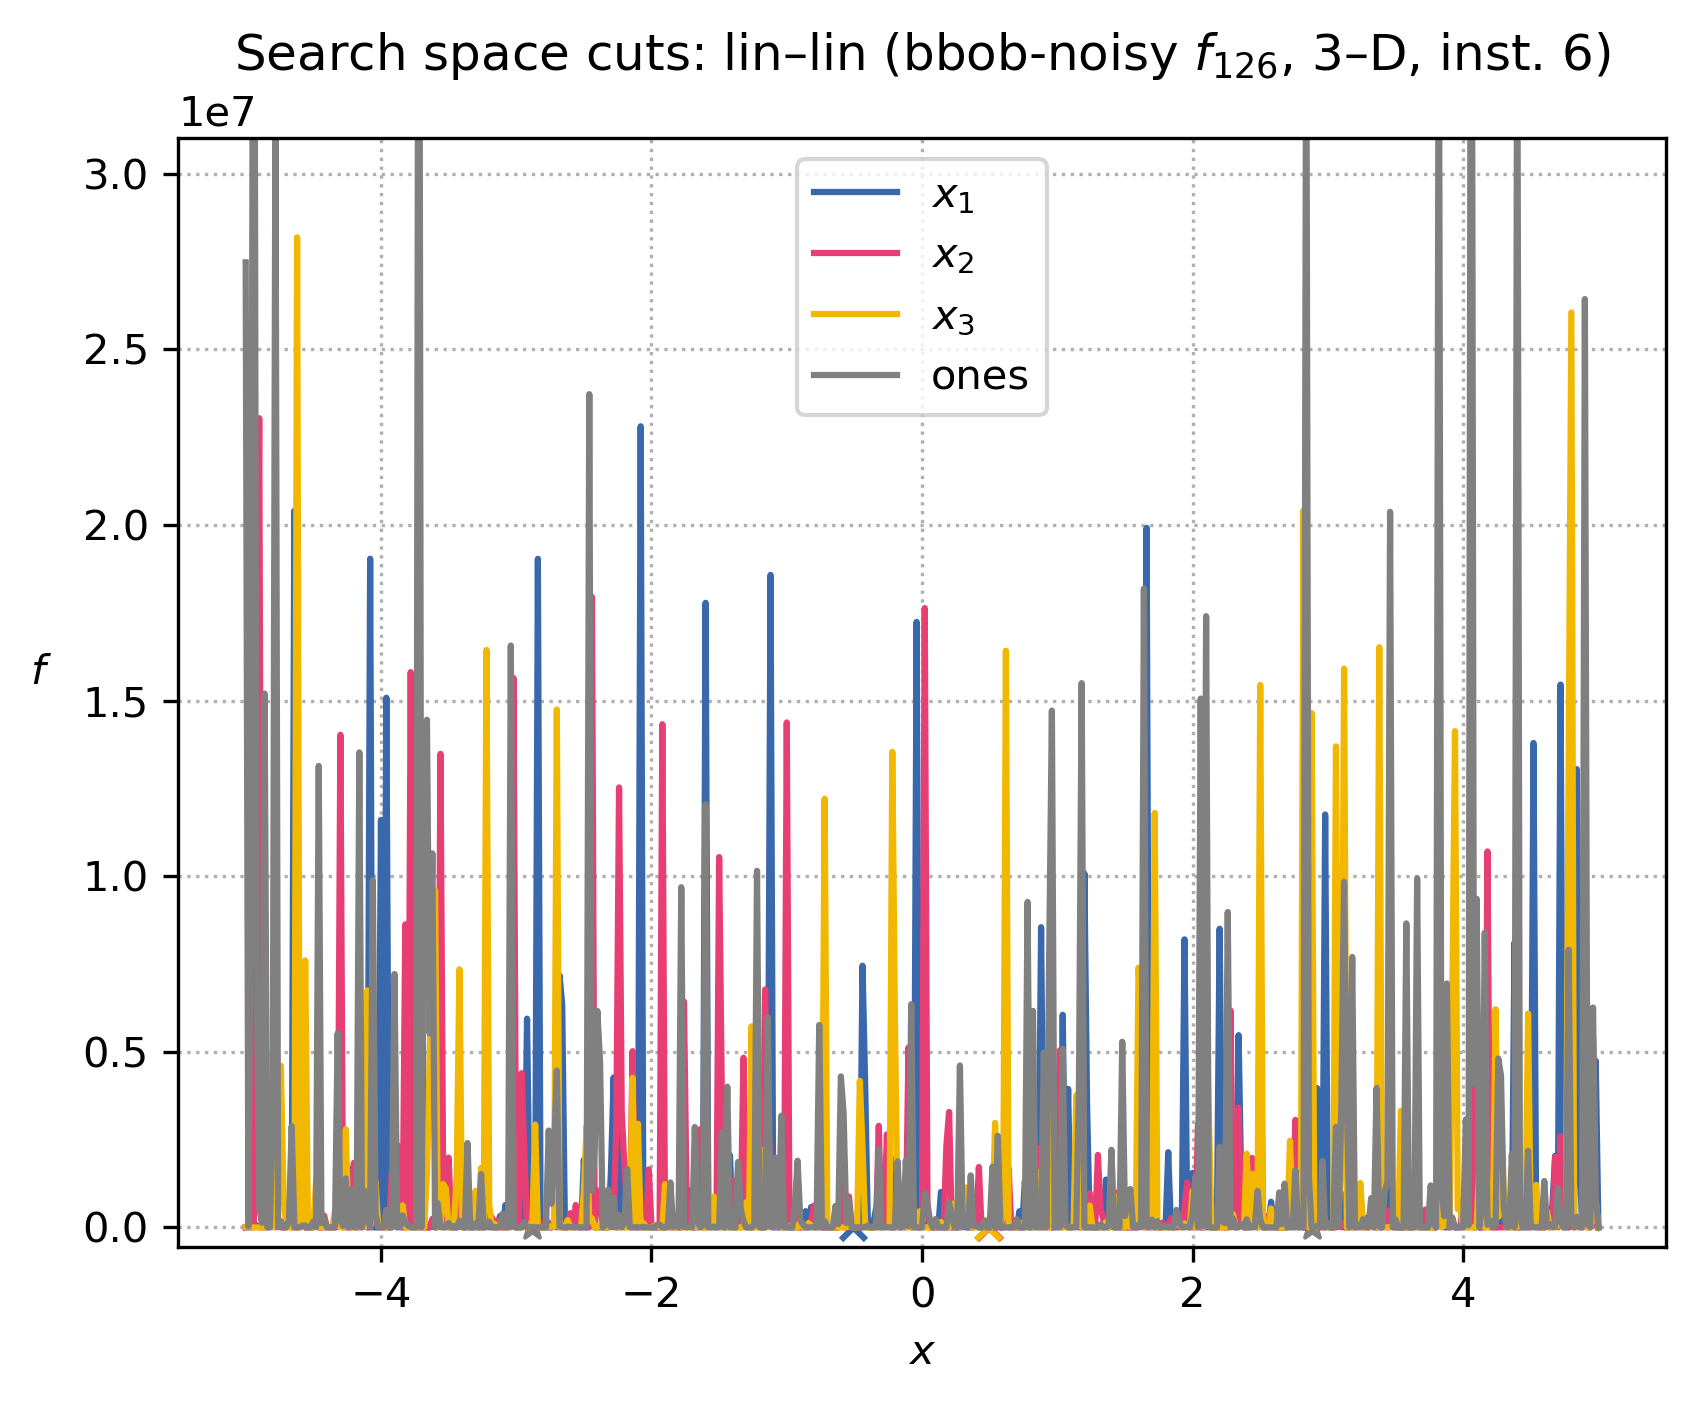 Search space cuts: lin–lin (bbob-noisy f₁₂₆, 3–D, inst. 6)
1e7
3.0
2.5
2.0
1.5
1.0
0.5
0.0
f
x₁
x₂
x₃
ones
−4
−2
0
2
4
x